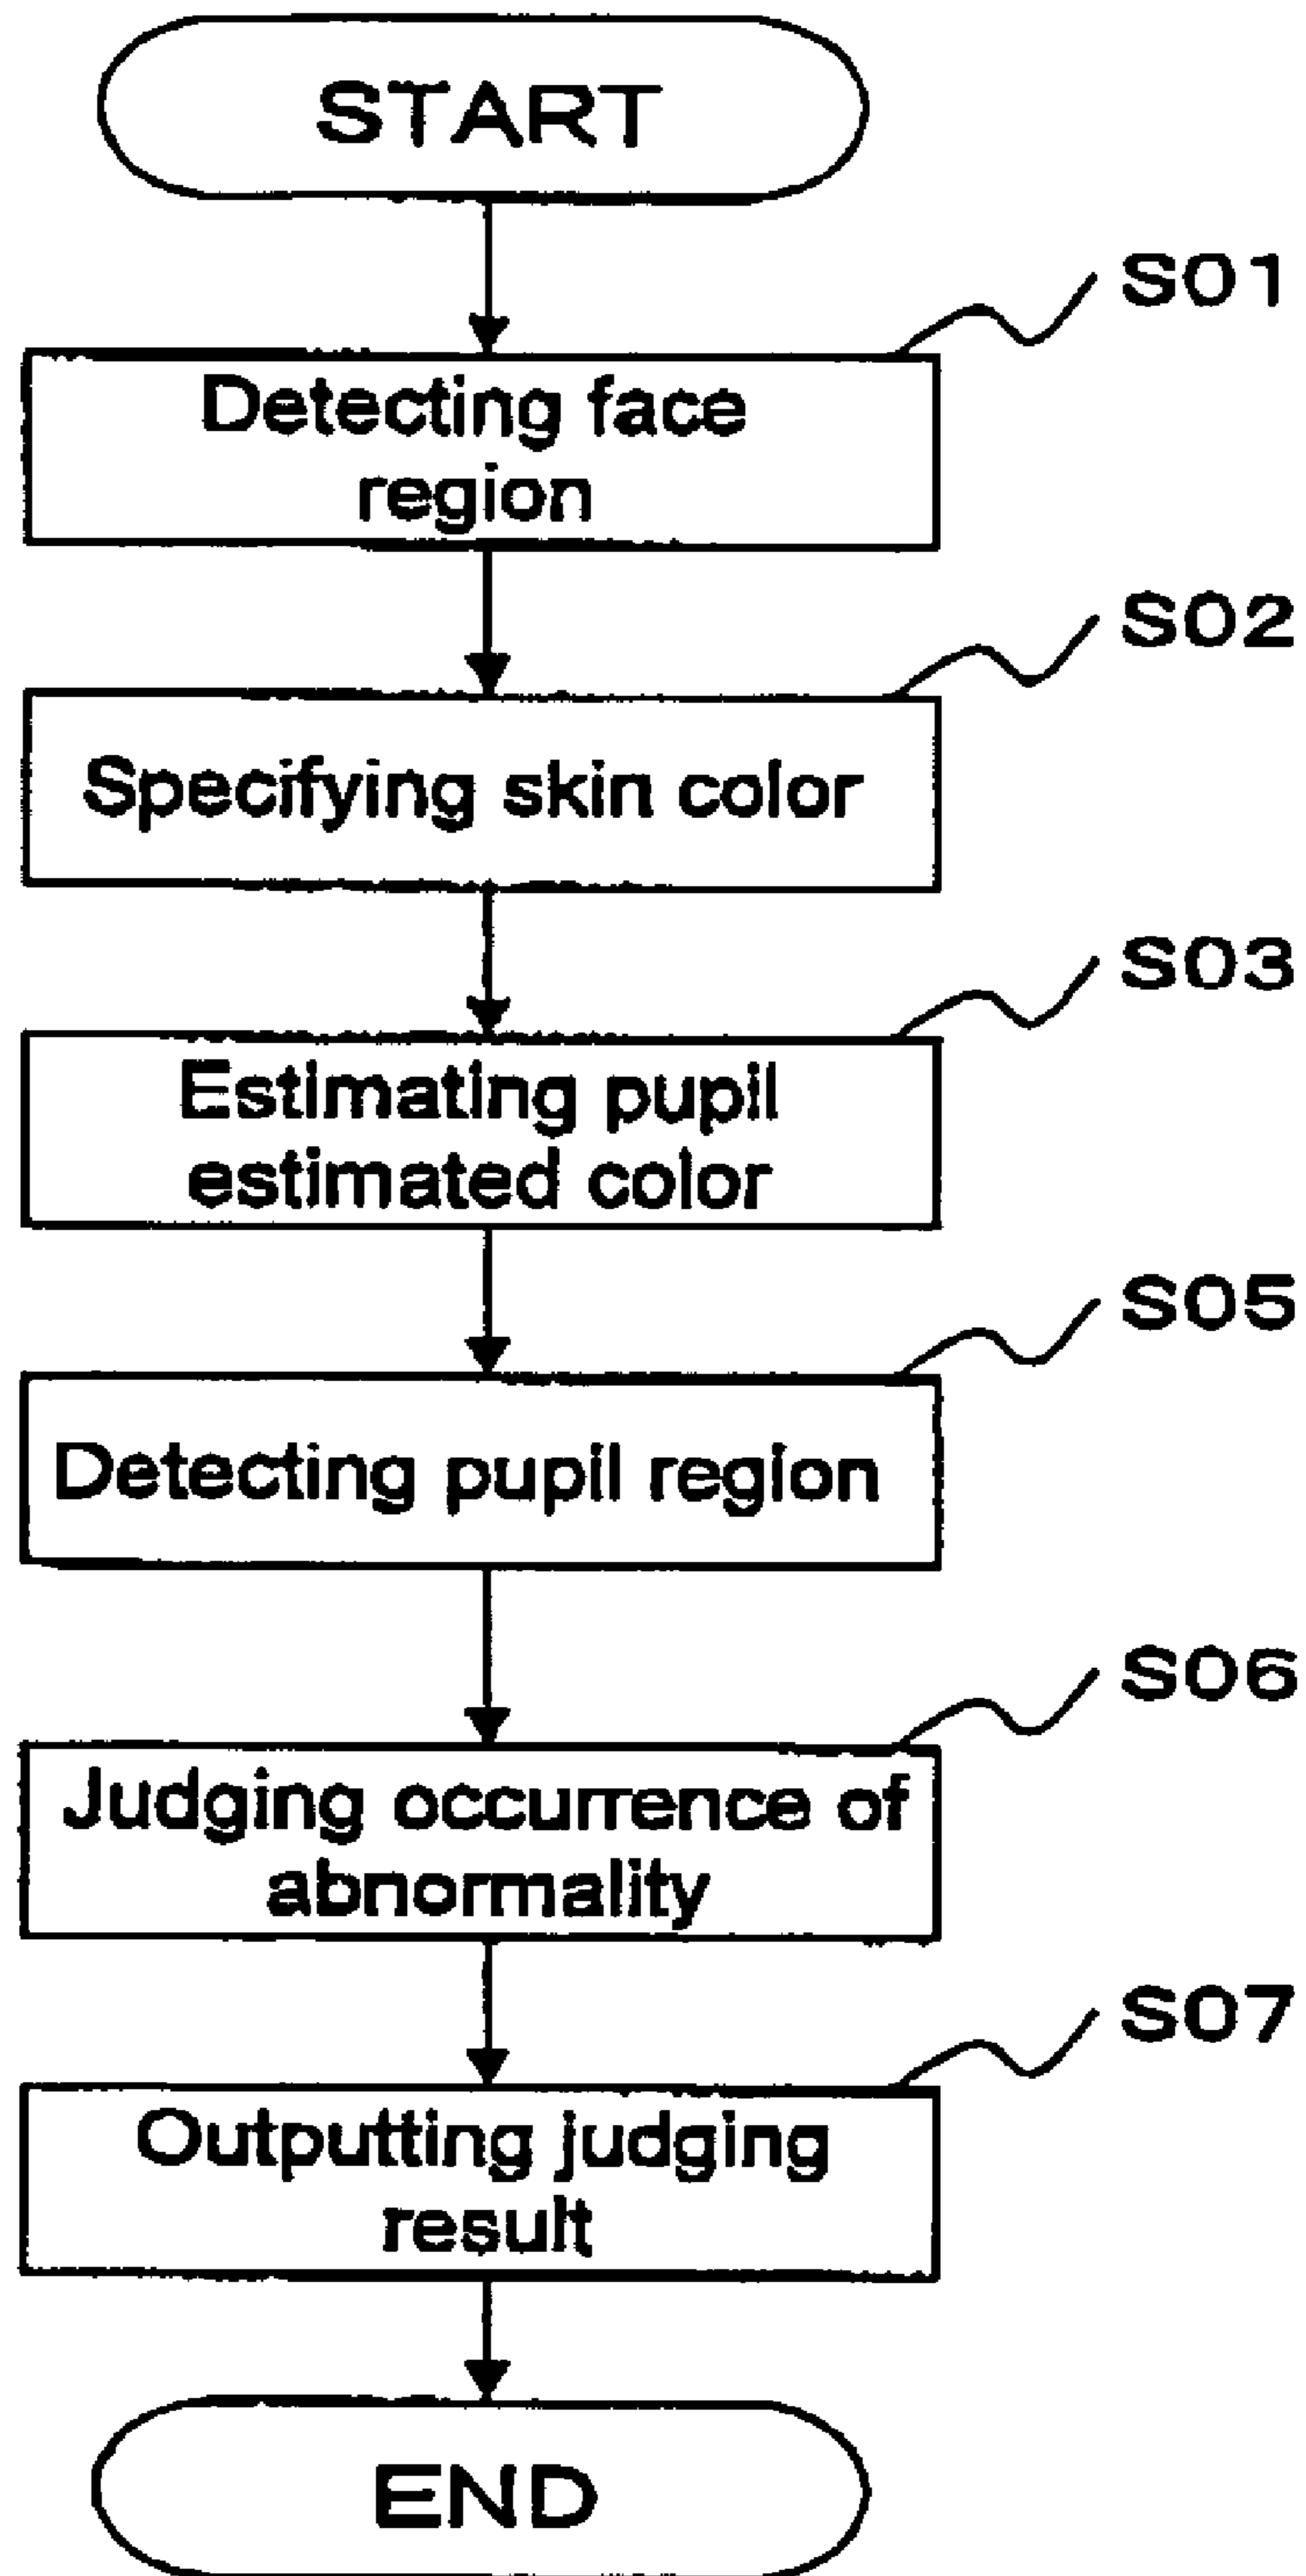 START
S01
Detecting face
region
S02
Specifying skin color
S03
Estimating pupil
estimated color
S05
Detecting pupil region
S06
Judging occurrence of
abnormality
S07
Outputting judging
result
END